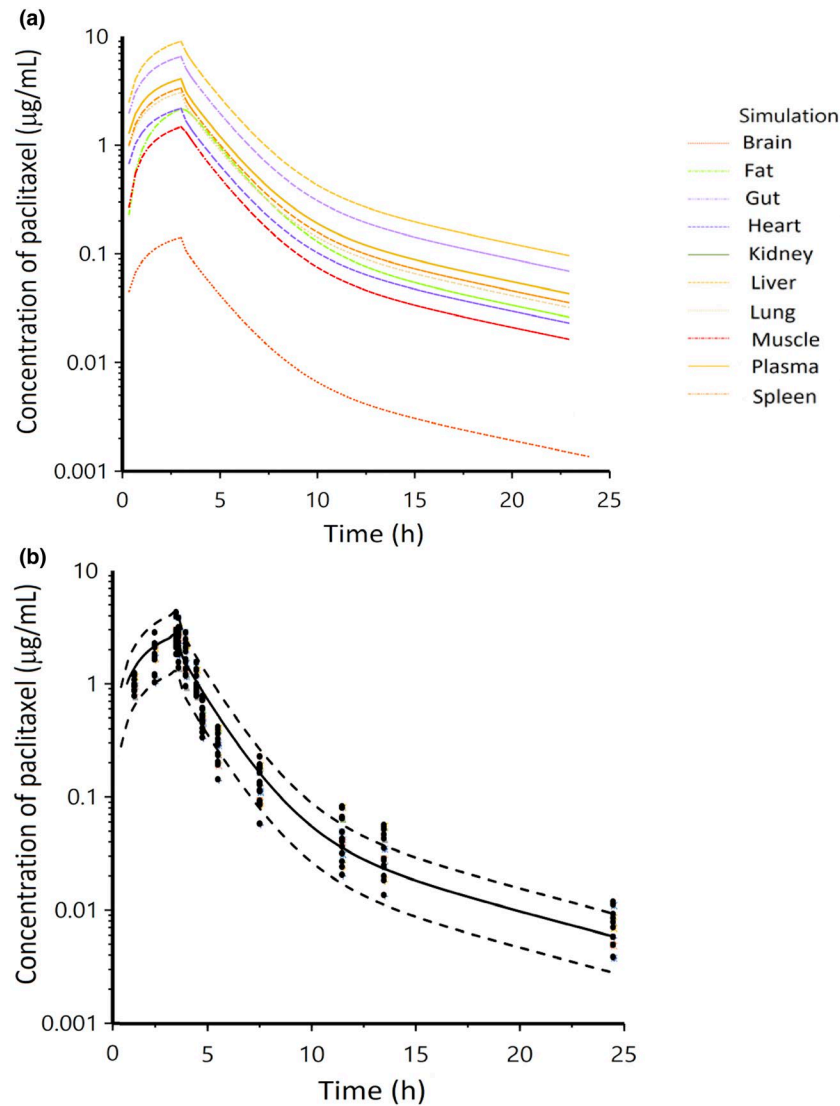 (a)
Concentration of paclitaxel (μg/mL)
10
1
0.1
0.01
0.001
0
5
10
15
20
25
Time (h)
Simulation
Brain
Fat
Gut
Heart
Kidney
Liver
Lung
Muscle
Plasma
Spleen
(b)
Concentration of paclitaxel (μg/mL)
10
1
0.1
0.01
0.001
0
5
10
15
20
25
Time (h)